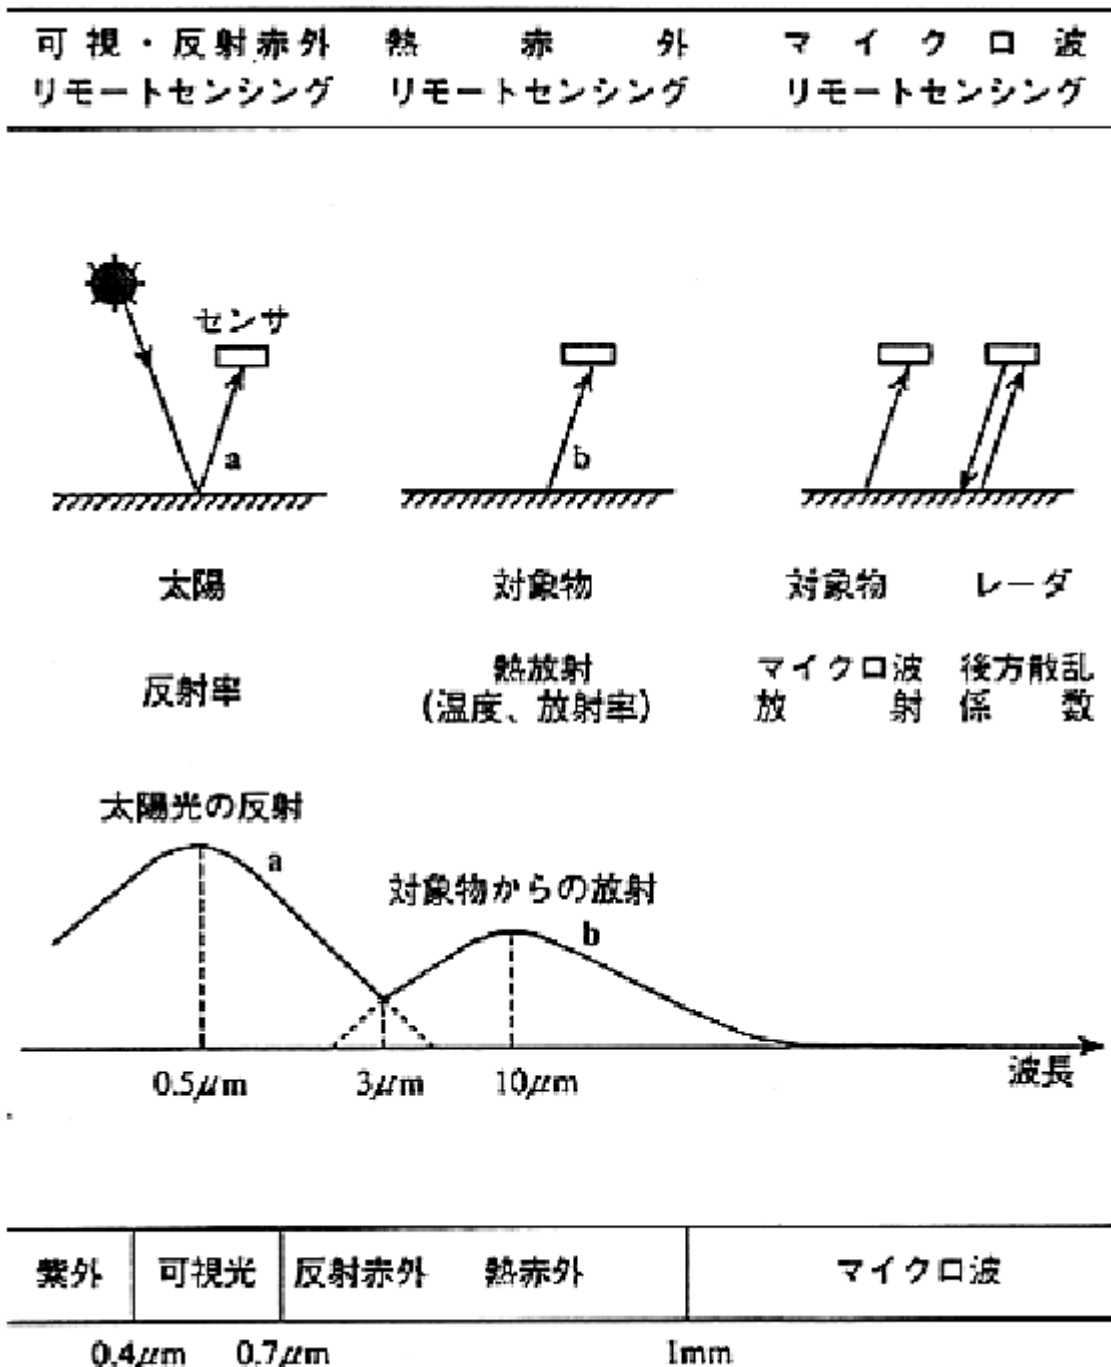 可視・反射赤外 熱赤外 マイクロ波
リモートセンシング リモートセンシング リモートセンシング
センサ
a b
太陽 対象物 対象物 レーダ
反射率 熱放射 マイクロ波 後方散乱
(温度、放射率) 放射 係数
太陽光の反射
a
対象物からの放射
b
0.5μm 3μm 10μm 波長
紫外 可視光 反射赤外 熱赤外 マイクロ波
0.4μm 0.7μm 1mm